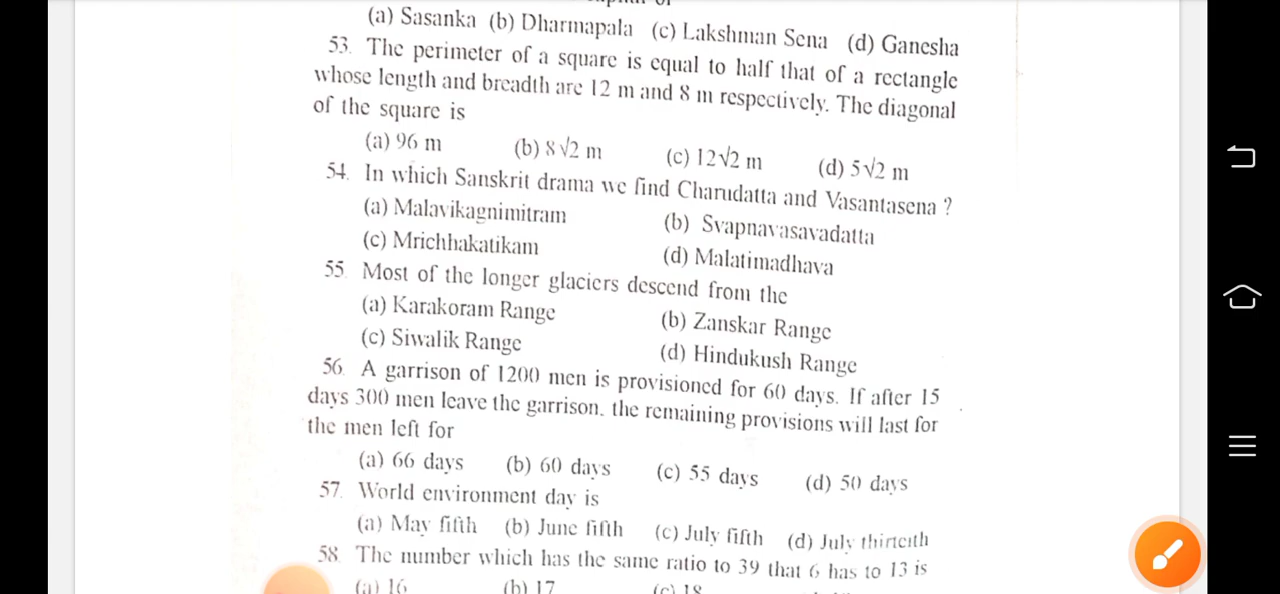 (a) Sasanka (b) Dharmapala (c) Lakshman Sena (d) Ganesha
53. The perimeter of a square is equal to half that of a rectangle
whose length and breadth are 12 m and 8 m respectively. The diagonal
of the square is
(a) 96 m (b) 8√2 m (c) 12√2 m (d) 5√2 m
54. In which Sanskrit drama we find Charudatta and Vasantasena ?
(a) Malavikagnimitram (b) Svapnavasavadatta
(c) Mrichhakatikam (d) Malatimadhava
55. Most of the longer glaciers descend from the
(a) Karakoram Range (b) Zanskar Range
(c) Siwalik Range (d) Hindukush Range
56. A garrison of 1200 men is provisioned for 60 days. If after 15
days 300 men leave the garrison. the remaining provisions will last for
the men left for
(a) 66 days (b) 60 days (c) 55 days (d) 50 days
57. World environment day is
(a) May fifth (b) June fifth (c) July fifth (d) July thirteith
58. The number which has the same ratio to 39 that 6 has to 13 is
(a) 16 (b) 17 (c) 18